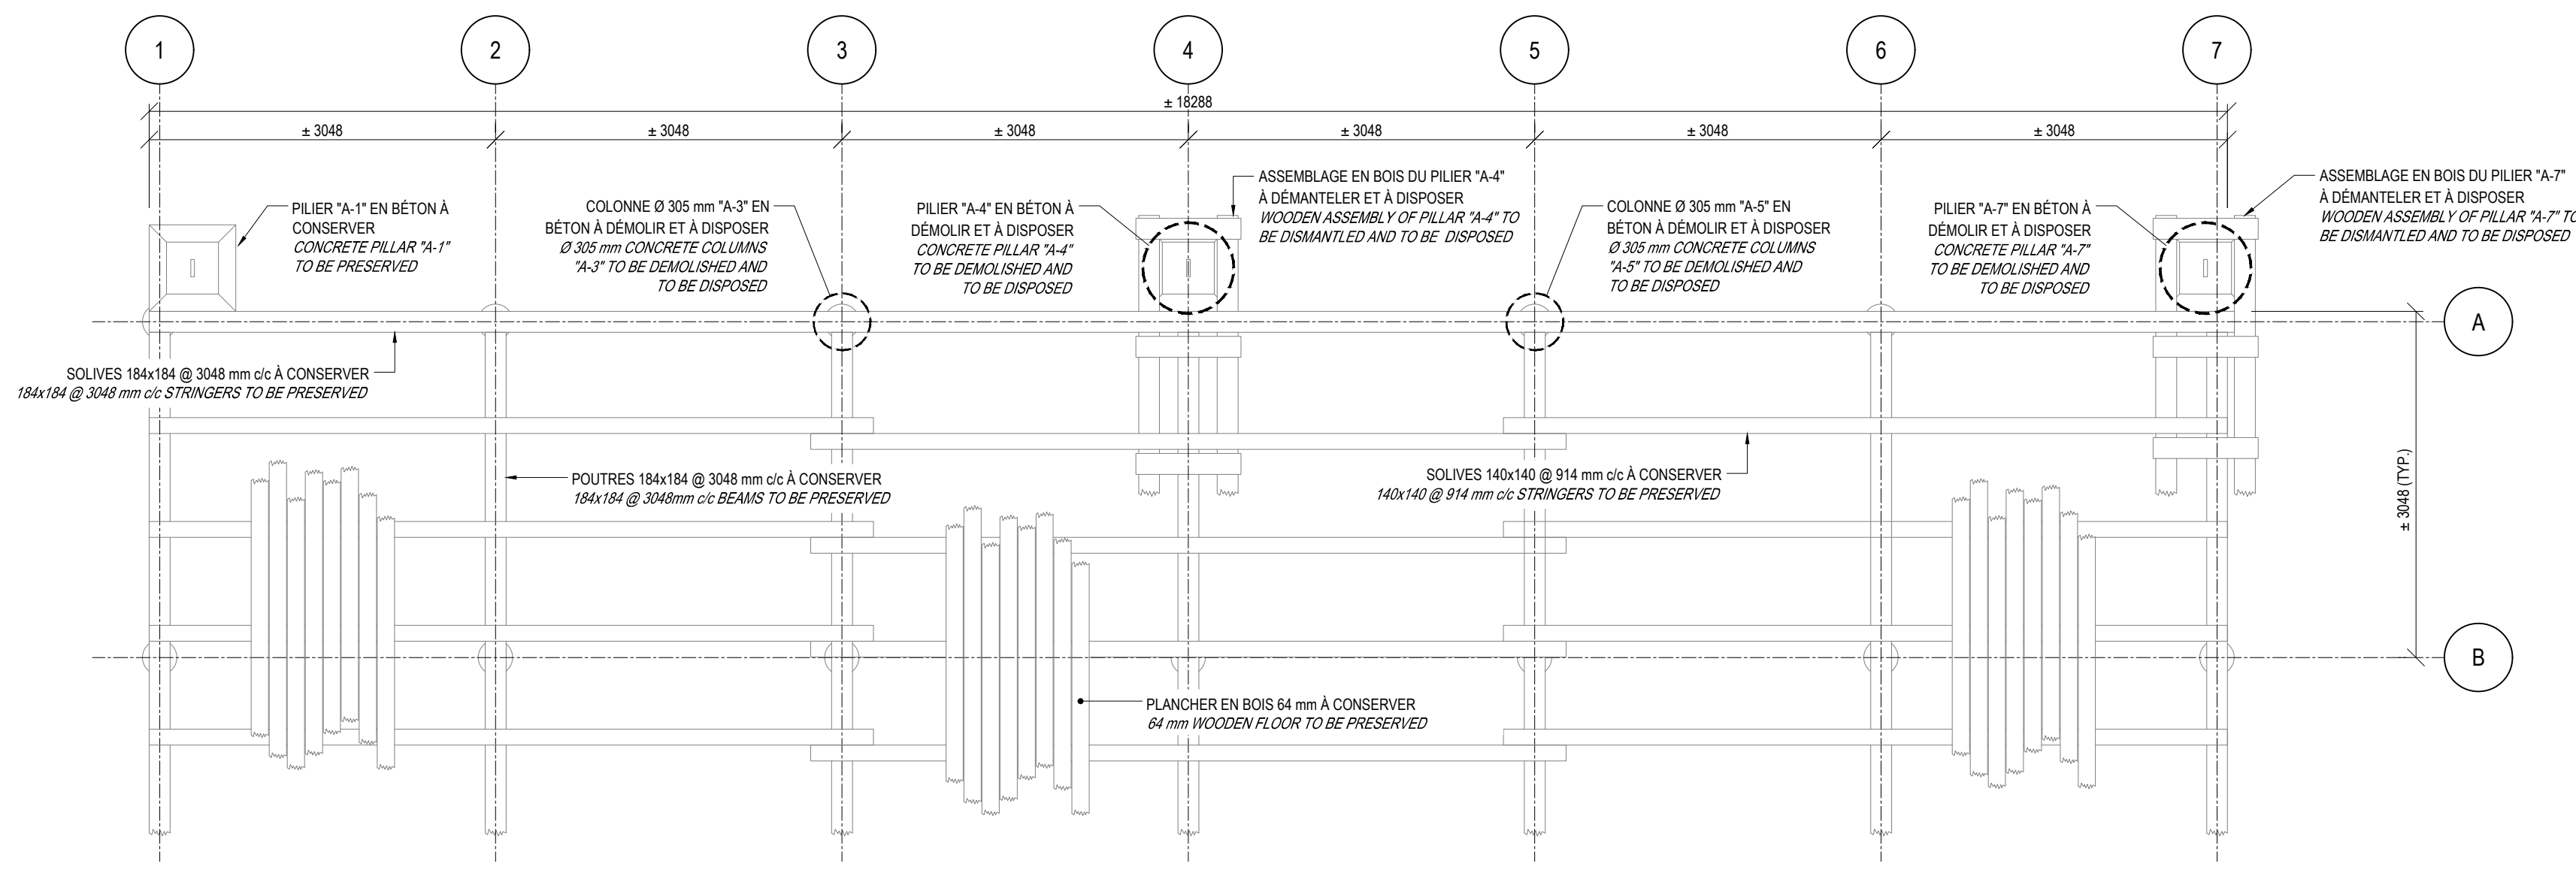 1
2
3
4
5
6
7
± 18288
± 3048
± 3048
± 3048
± 3048
± 3048
± 3048
PILIER "A-1" EN BÉTON À
CONSERVER
CONCRETE PILLAR "A-1"
TO BE PRESERVED
COLONNE Ø 305 mm "A-3" EN
BÉTON À DÉMOLIR ET À DISPOSER
Ø 305 mm CONCRETE COLUMNS
"A-3" TO BE DEMOLISHED AND
TO BE DISPOSED
PILIER "A-4" EN BÉTON À
DÉMOLIR ET À DISPOSER
CONCRETE PILLAR "A-4"
TO BE DEMOLISHED AND
TO BE DISPOSED
ASSEMBLAGE EN BOIS DU PILIER "A-4"
À DÉMANTELER ET À DISPOSER
WOODEN ASSEMBLY OF PILLAR "A-4" TO
BE DISMANTLED AND TO BE DISPOSED
COLONNE Ø 305 mm "A-5" EN
BÉTON À DÉMOLIR ET À DISPOSER
Ø 305 mm CONCRETE COLUMNS
"A-5" TO BE DEMOLISHED AND
TO BE DISPOSED
PILIER "A-7" EN BÉTON À
DÉMOLIR ET À DISPOSER
CONCRETE PILLAR "A-7"
TO BE DEMOLISHED AND
TO BE DISPOSED
ASSEMBLAGE EN BOIS DU PILIER "A-7"
À DÉMANTELER ET À DISPOSER
WOODEN ASSEMBLY OF PILLAR "A-7" TO
BE DISMANTLED AND TO BE DISPOSED
A
SOLIVES 184x184 @ 3048 mm c/c À CONSERVER
184x184 @ 3048 mm c/c STRINGERS TO BE PRESERVED
POUTRES 184x184 @ 3048 mm c/c À CONSERVER
184x184 @ 3048mm c/c BEAMS TO BE PRESERVED
SOLIVES 140x140 @ 914 mm c/c À CONSERVER
140x140 @ 914 mm c/c STRINGERS TO BE PRESERVED
± 3048 (TYP.)
B
PLANCHER EN BOIS 64 mm À CONSERVER
64 mm WOODEN FLOOR TO BE PRESERVED